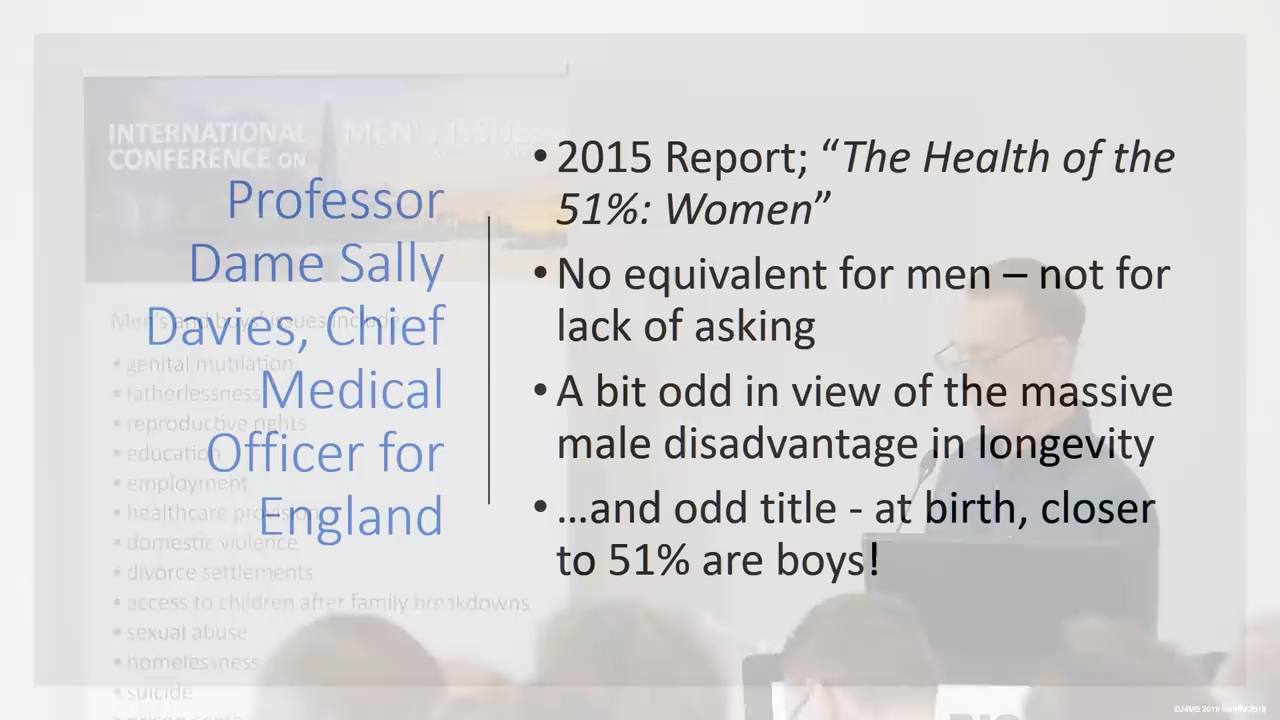 INTERNATIONAL MEN'S ISSUES
CONFERENCE ON
Professor
Dame Sally
Davies, Chief
Medical
Officer for
England
• 2015 Report; “The Health of the
51%: Women”
• No equivalent for men – not for
lack of asking
• A bit odd in view of the massive
male disadvantage in longevity
• …and odd title - at birth, closer
to 51% are boys!
Men's and boys' issues include:
• genital mutilation
• fatherlessness
• reproductive rights
• education
• employment
• healthcare provision
• domestic violence
• divorce settlements
• access to children after family breakdowns
• sexual abuse
• homelessness
• suicide